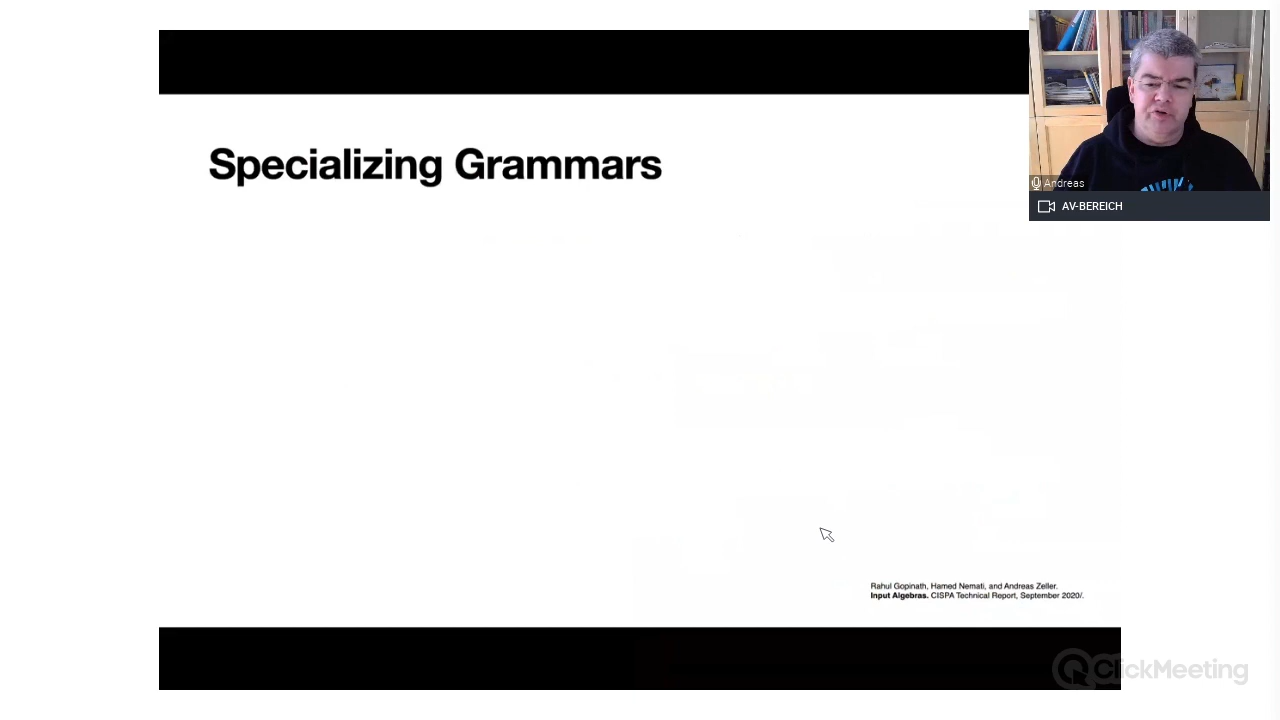 Specializing Grammars
Andreas
AV-BEREICH
Rahul Gopinath, Hamed Nemati, and Andreas Zeller.
Input Algebras. CISPA Technical Report, September 2020/.
ClickMeeting